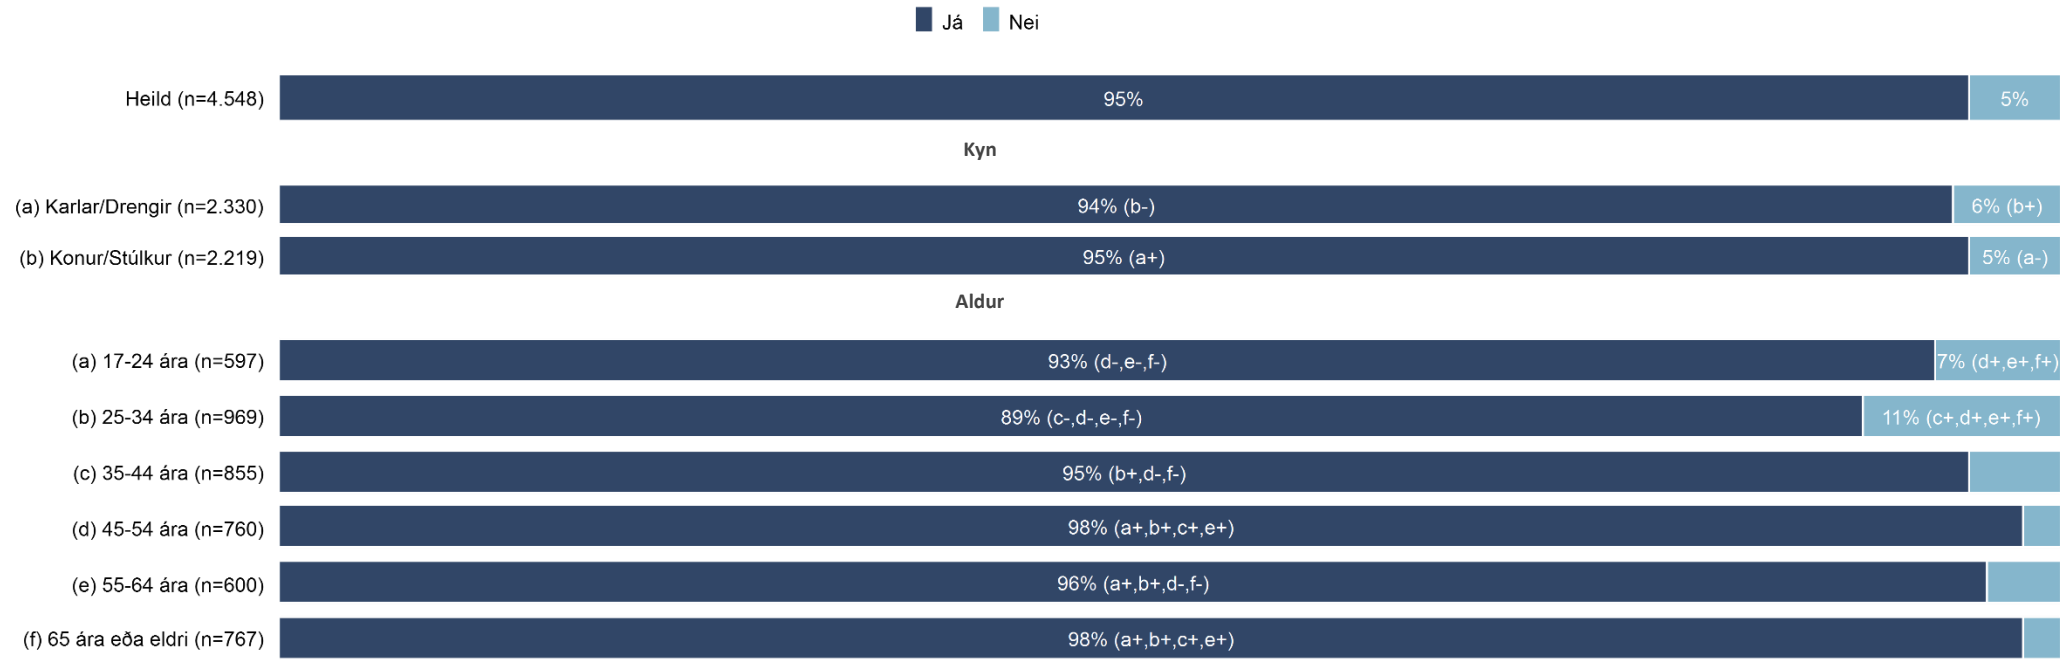 Já Nei
Heild (n=4.548) 95% 5%
Kyn
(a) Karlar/Drengir (n=2.330) 94% (b-) 6% (b+)
(b) Konur/Stúlkur (n=2.219) 95% (a+) 5% (a-)
Aldur
(a) 17-24 ára (n=597) 93% (d-,e-,f-) 7% (d+,e+,f+)
(b) 25-34 ára (n=969) 89% (c-,d-,e-,f-) 11% (c+,d+,e+,f+)
(c) 35-44 ára (n=855) 95% (b+,d-,f-)
(d) 45-54 ára (n=760) 98% (a+,b+,c+,e+)
(e) 55-64 ára (n=600) 96% (a+,b+,d-,f-)
(f) 65 ára eða eldri (n=767) 98% (a+,b+,c+,e+)